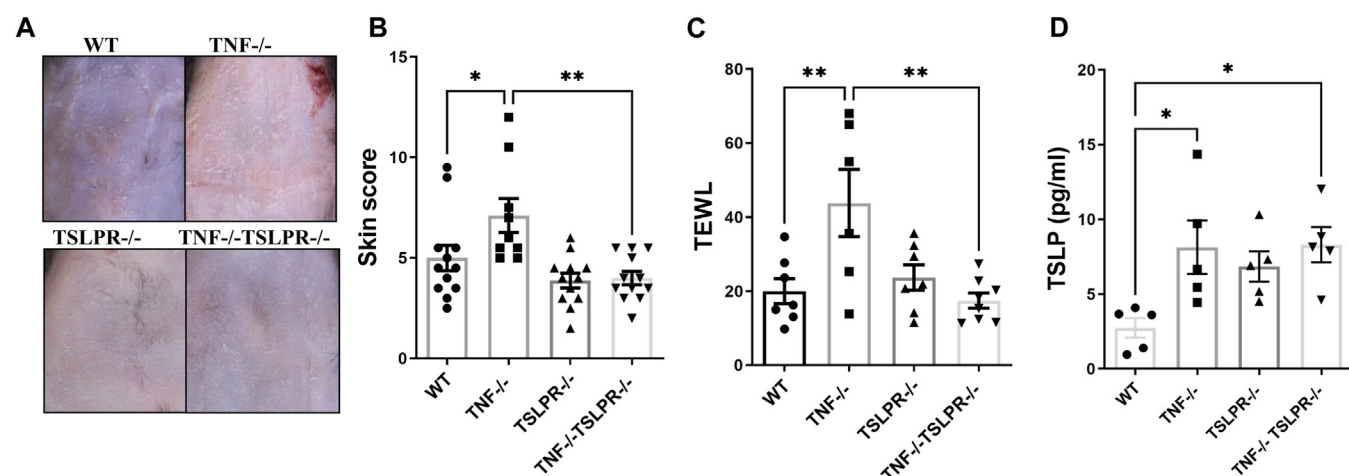 A
WT
TNF-/-
TSLPR-/-
TNF-/-TSLPR-/-
B
Skin score
15
10
5
0
*
**
WT
TNF-/-
TSLPR-/-
TNF-/-TSLPR-/-
C
TEWL
80
60
40
20
0
**
**
WT
TNF-/-
TSLPR-/-
TNF-/-TSLPR-/-
D
TSLP (pg/ml)
20
15
10
5
0
*
*
WT
TNF-/-
TSLPR-/-
TNF-/- TSLPR-/-